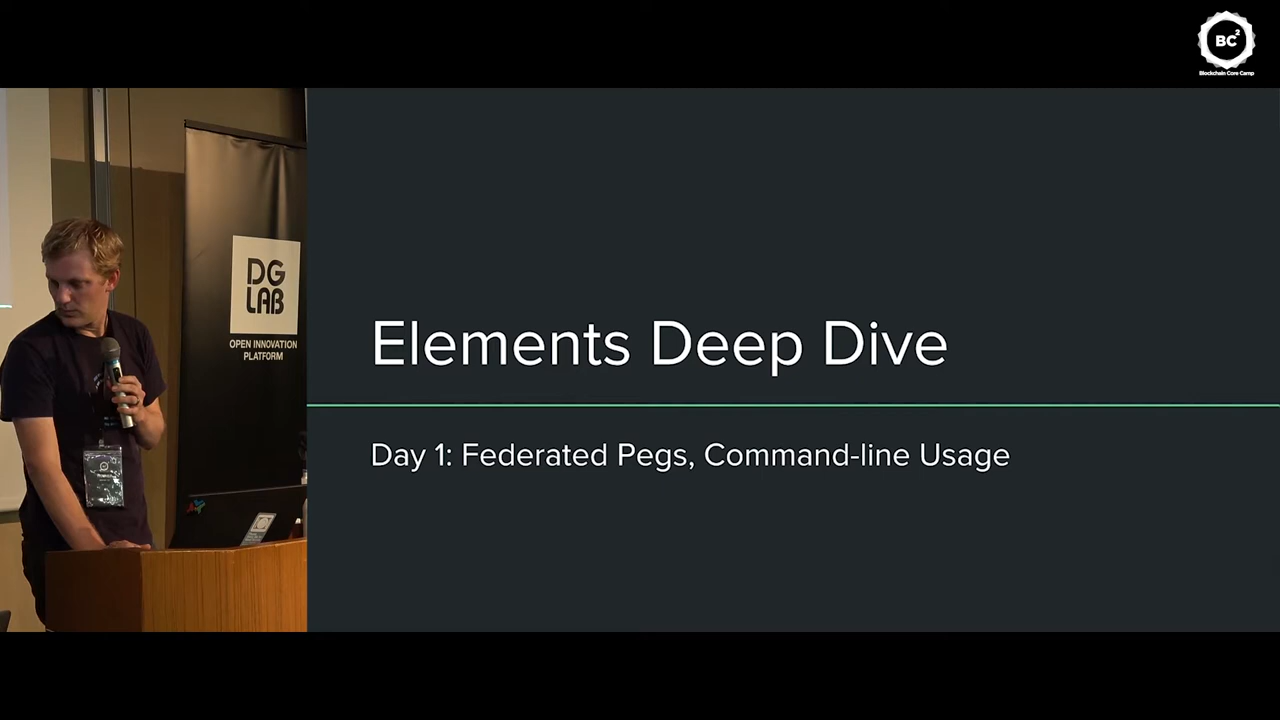 BC²
Blockchain Core Camp
DG
LAB
OPEN INNOVATION
PLATFORM
Elements Deep Dive
Day 1: Federated Pegs, Command-line Usage